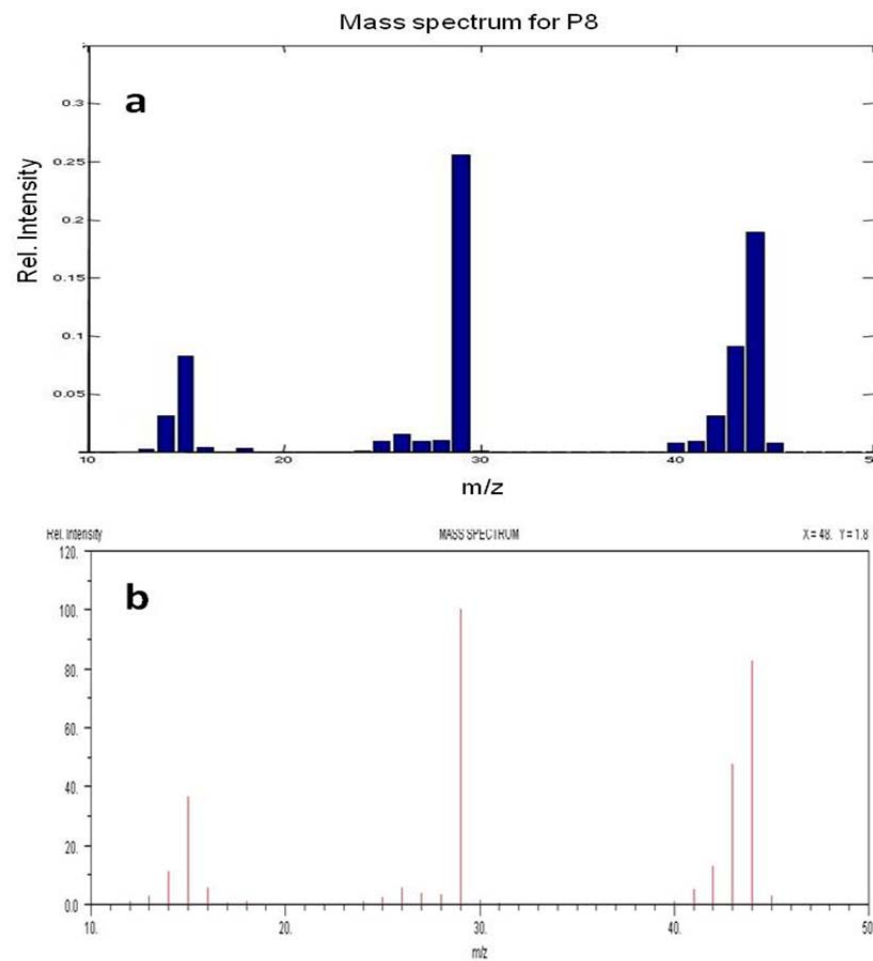 Mass spectrum for P8
a
Rel. Intensity
0.3
0.25
0.2
0.15
0.1
0.05
10 20 30 40 5
m/z
Rel. Intensity MASS SPECTRUM X = 48. Y = 1.8
b
120.
100.
80.
60.
40.
20.
0.0
10. 20. 30. 40. 50
m/z